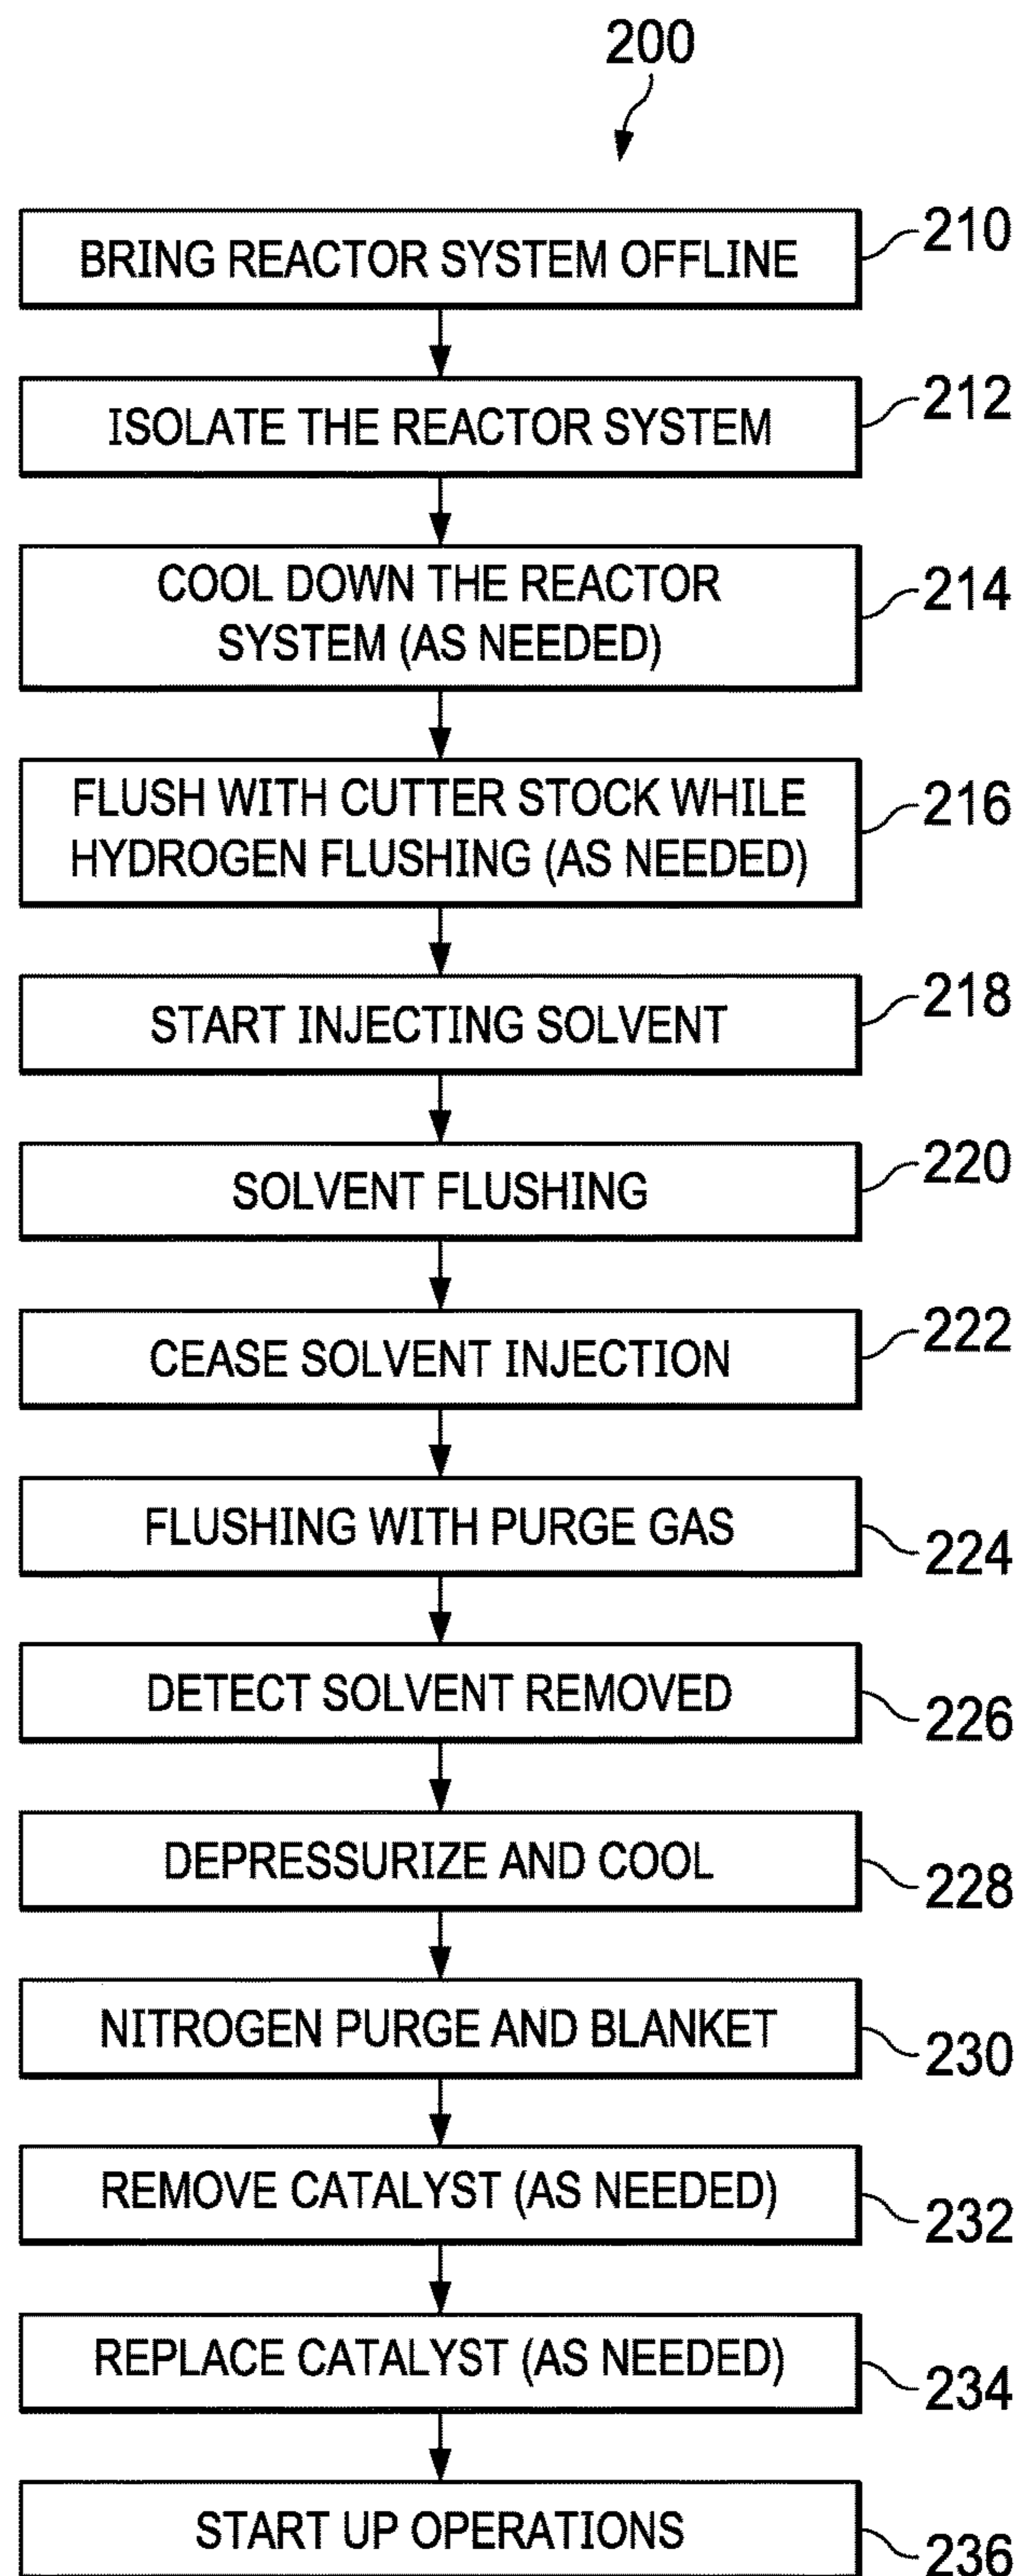 200
BRING REACTOR SYSTEM OFFLINE
210
ISOLATE THE REACTOR SYSTEM
212
COOL DOWN THE REACTOR
SYSTEM (AS NEEDED)
214
FLUSH WITH CUTTER STOCK WHILE
HYDROGEN FLUSHING (AS NEEDED)
216
START INJECTING SOLVENT
218
SOLVENT FLUSHING
220
CEASE SOLVENT INJECTION
222
FLUSHING WITH PURGE GAS
224
DETECT SOLVENT REMOVED
226
DEPRESSURIZE AND COOL
228
NITROGEN PURGE AND BLANKET
230
REMOVE CATALYST (AS NEEDED)
232
REPLACE CATALYST (AS NEEDED)
234
START UP OPERATIONS
236